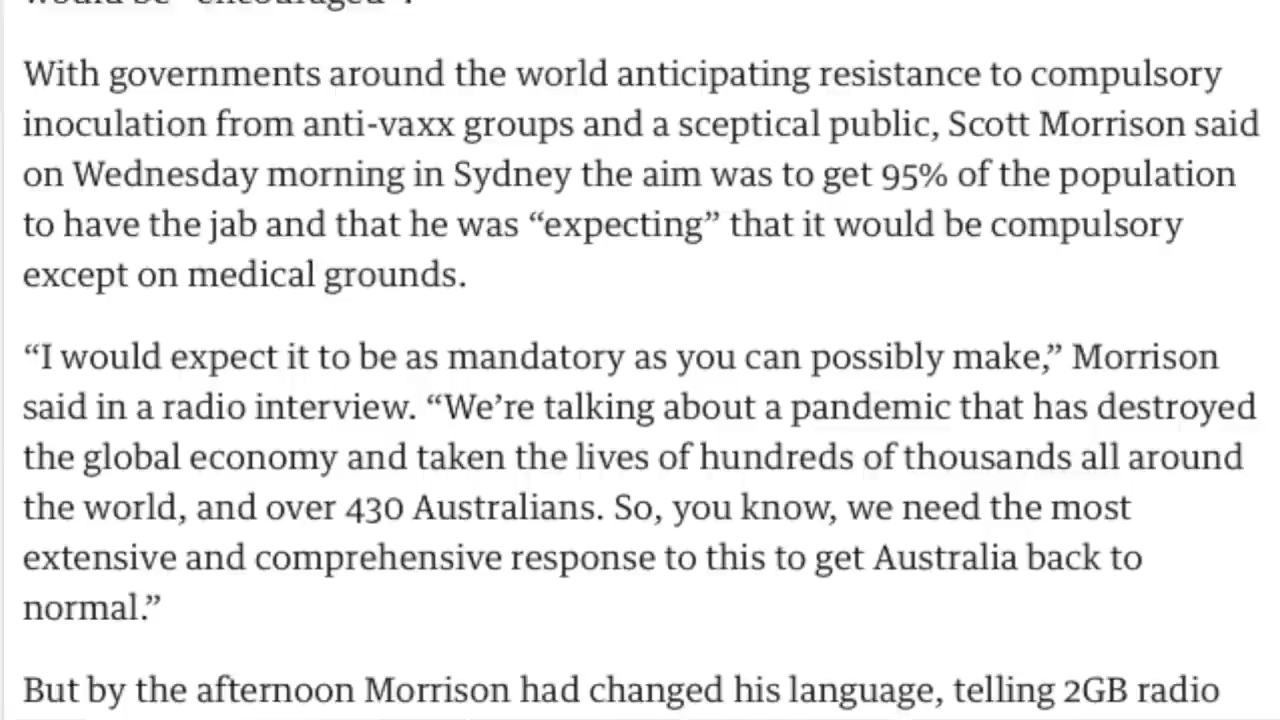 would be “encouraged”.
With governments around the world anticipating resistance to compulsory
inoculation from anti-vaxx groups and a sceptical public, Scott Morrison said
on Wednesday morning in Sydney the aim was to get 95% of the population
to have the jab and that he was “expecting” that it would be compulsory
except on medical grounds.
“I would expect it to be as mandatory as you can possibly make,” Morrison
said in a radio interview. “We’re talking about a pandemic that has destroyed
the global economy and taken the lives of hundreds of thousands all around
the world, and over 430 Australians. So, you know, we need the most
extensive and comprehensive response to this to get Australia back to
normal.”
But by the afternoon Morrison had changed his language, telling 2GB radio